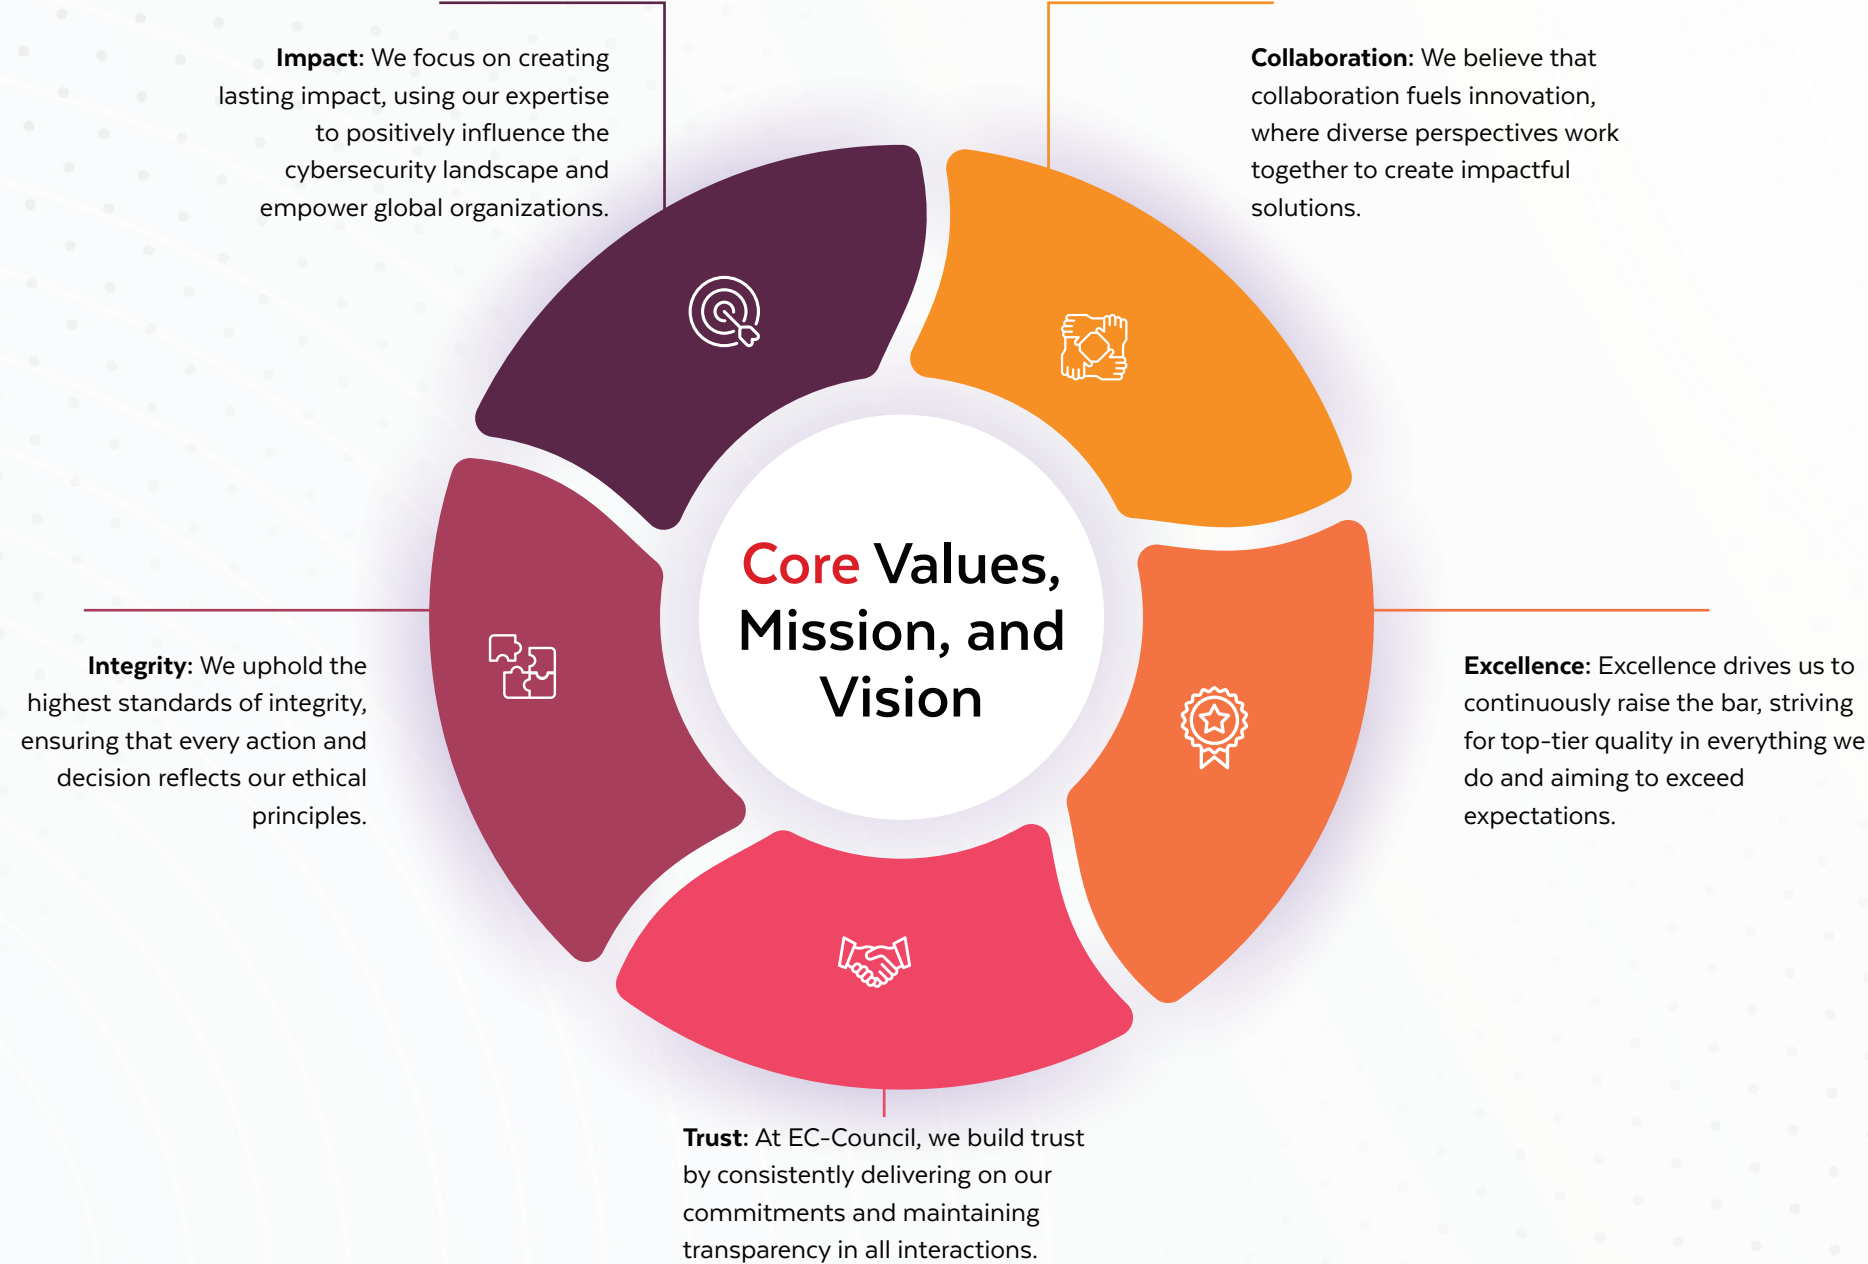 Impact: We focus on creating
lasting impact, using our expertise
to positively influence the
cybersecurity landscape and
empower global organizations.
Collaboration: We believe that
collaboration fuels innovation,
where diverse perspectives work
together to create impactful
solutions.
Core Values,
Mission, and
Vision
Integrity: We uphold the
highest standards of integrity,
ensuring that every action and
decision reflects our ethical
principles.
Excellence: Excellence drives us to
continuously raise the bar, striving
for top-tier quality in everything we
do and aiming to exceed
expectations.
Trust: At EC-Council, we build trust
by consistently delivering on our
commitments and maintaining
transparency in all interactions.